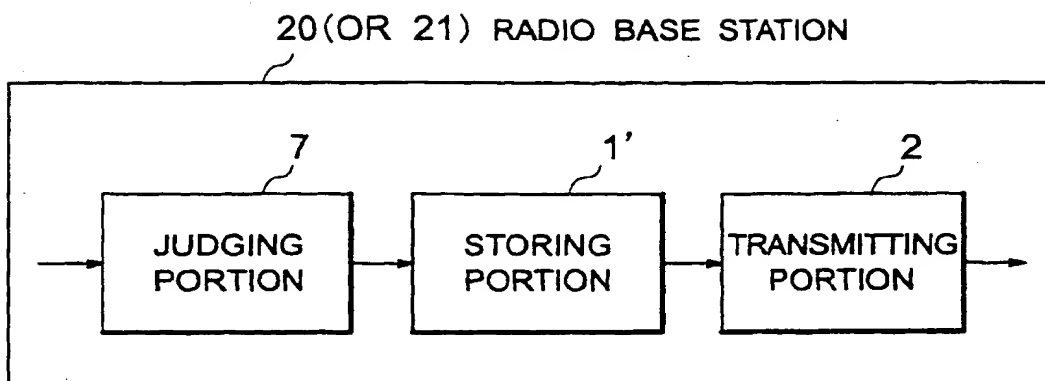 20(OR 21) RADIO BASE STATION
7
1'
2
JUDGING
PORTION
STORING
PORTION
TRANSMITTING
PORTION